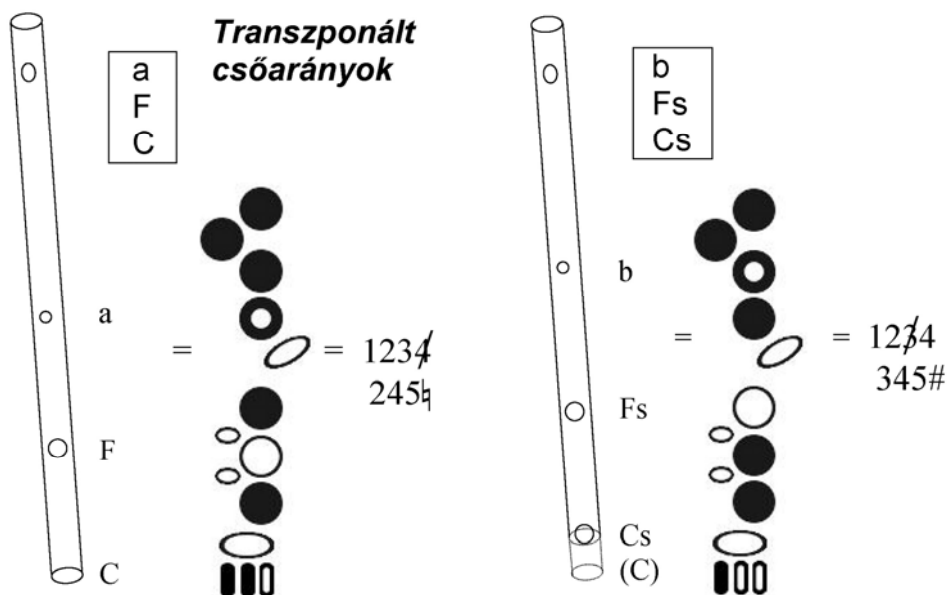 Transzponált
csőarányok
a
F
C
a
F
C
= = 1234
245♮
b
Fs
Cs
b
Fs
Cs
(C)
= = 1234
345#